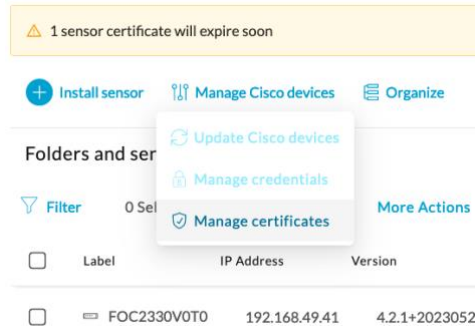 1 sensor certificate will expire soon
Install sensor Manage Cisco devices Organize
Update Cisco devices
Folders and ser
Manage credentials
Filter 0 Sel More Actions
Manage certificates
Label IP Address Version
FOC2330V0T0 192.168.49.41 4.2.1+2023052